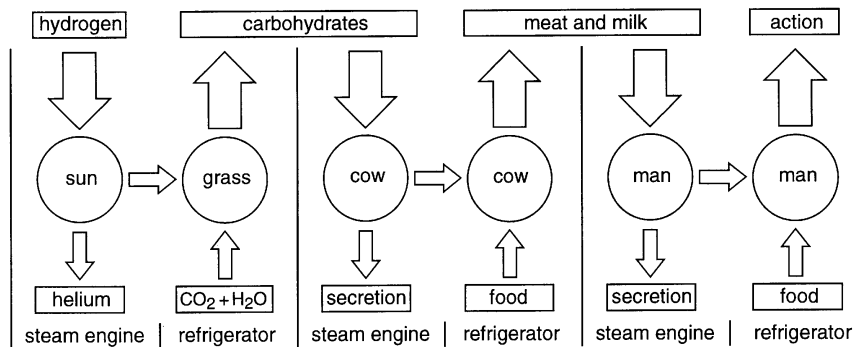 hydrogen carbohydrates meat and milk action
sun grass cow cow man man
helium CO₂+H₂O secretion food secretion food
steam engine refrigerator steam engine refrigerator steam engine refrigerator